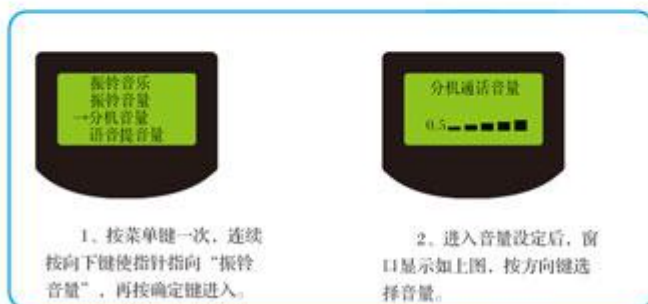 振铃音乐
振铃音量
→分机音量
语音提音量
1、按菜单键一次，连续
按向下键使指针指向“振铃
音量”，再按确定键进入。
分机通话音量
0.5
2、进入音量设定后，窗
口显示如上图，按方向键选
择音量。